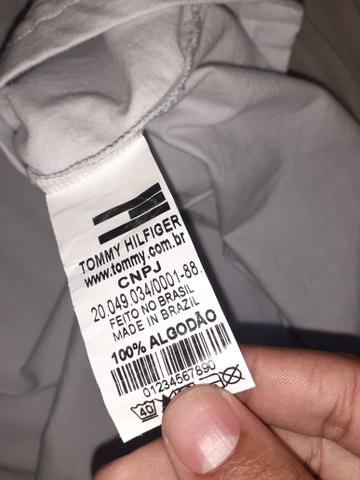 TOMMY HILFIGER
www.tommy.com.br
CNPJ
20.049.034/0001-88.
FEITO NO BRASIL
MADE IN BRAZIL
100% ALGODÃO
01234567890
40